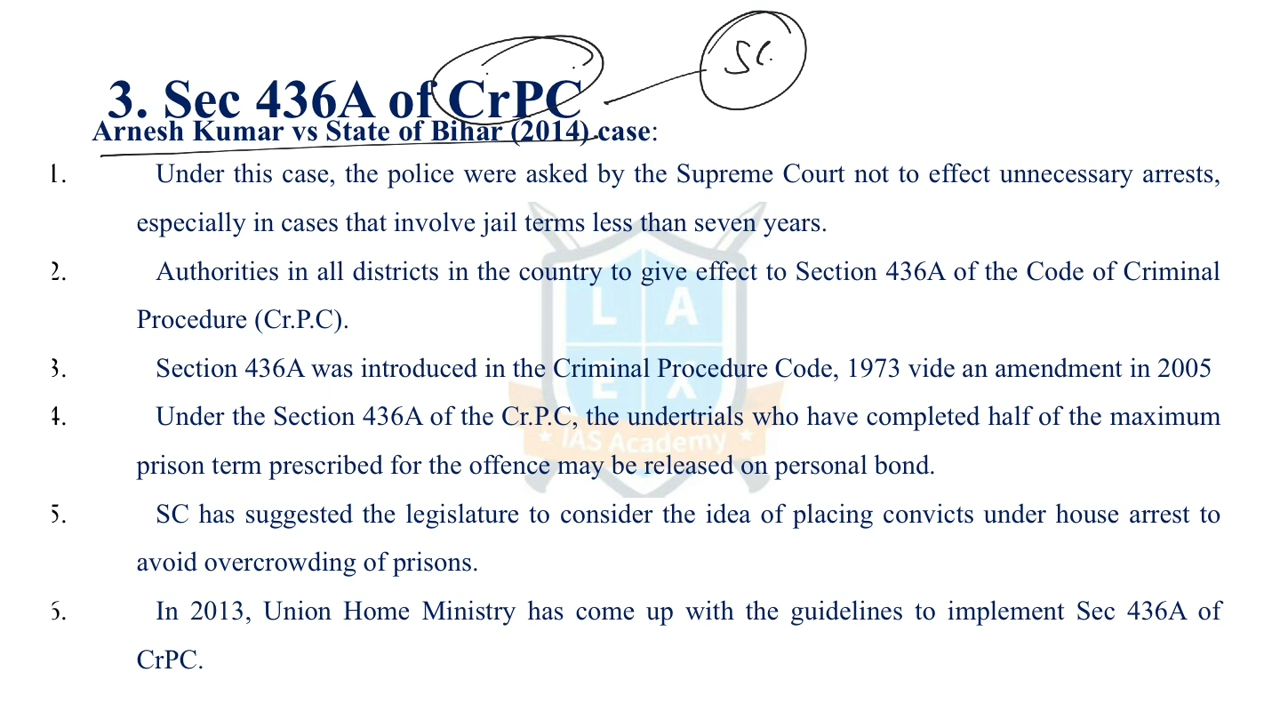 SC
3. Sec 436A of CrPC
Arnesh Kumar vs State of Bihar (2014) case:
1. Under this case, the police were asked by the Supreme Court not to effect unnecessary arrests,
especially in cases that involve jail terms less than seven years.
2. Authorities in all districts in the country to give effect to Section 436A of the Code of Criminal
Procedure (Cr.P.C).
3. Section 436A was introduced in the Criminal Procedure Code, 1973 vide an amendment in 2005
4. Under the Section 436A of the Cr.P.C, the undertrials who have completed half of the maximum
prison term prescribed for the offence may be released on personal bond.
5. SC has suggested the legislature to consider the idea of placing convicts under house arrest to
avoid overcrowding of prisons.
6. In 2013, Union Home Ministry has come up with the guidelines to implement Sec 436A of
CrPC.
L A
E X
IAS Academy